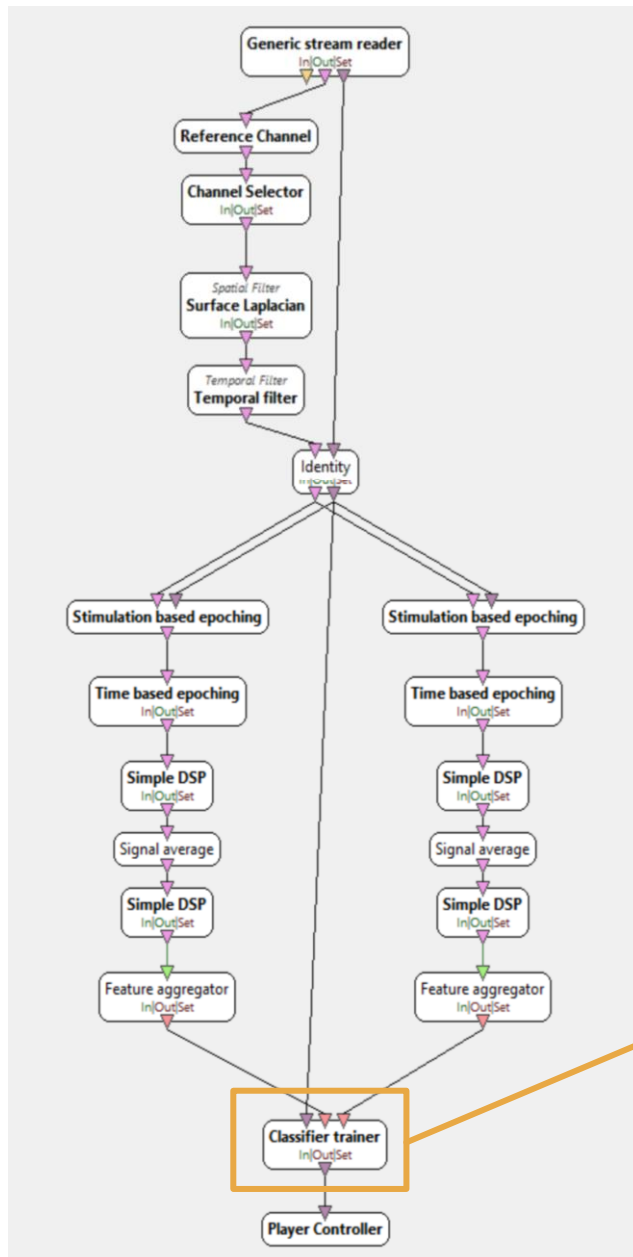 Generic stream reader
In|Out|Set
Reference Channel
Channel Selector
In|Out|Set
Spatial Filter
Surface Laplacian
In|Out|Set
Temporal Filter
Temporal filter
Identity
In|Out|Set
Stimulation based epoching
Stimulation based epoching
Time based epoching
In|Out|Set
Time based epoching
In|Out|Set
Simple DSP
In|Out|Set
Simple DSP
In|Out|Set
Signal average
Signal average
Simple DSP
In|Out|Set
Simple DSP
In|Out|Set
Feature aggregator
In|Out|Set
Feature aggregator
In|Out|Set
Classifier trainer
In|Out|Set
Player Controller